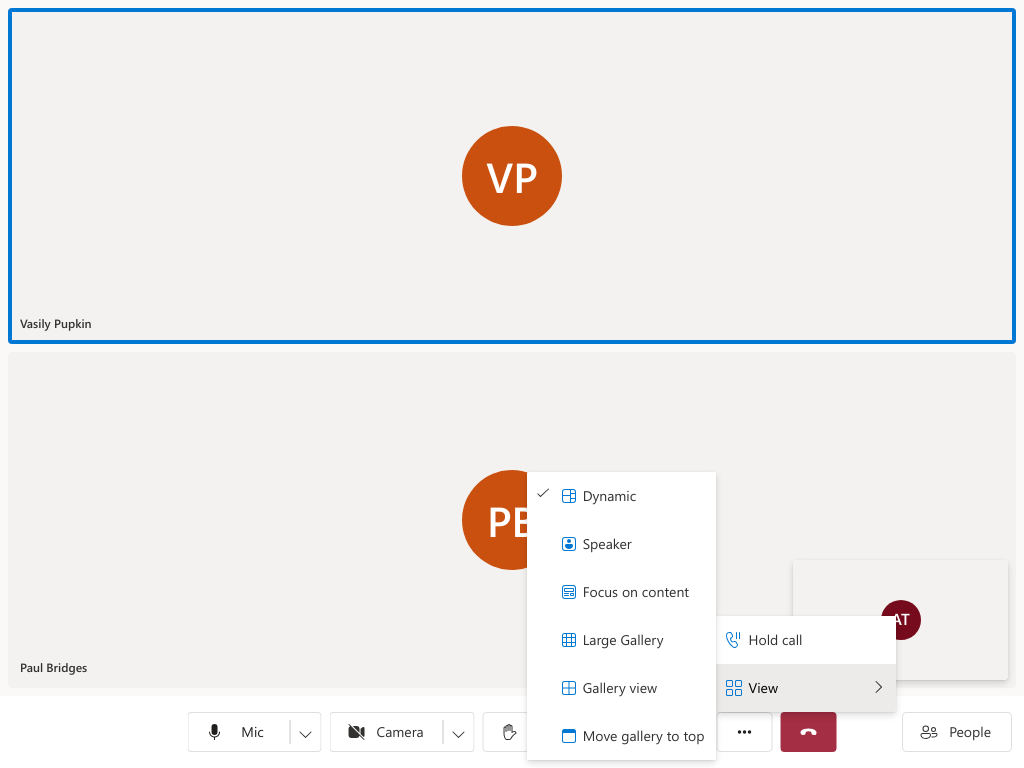 VP
Vasily Pupkin
PB
Paul Bridges
AT
Dynamic
Speaker
Focus on content
Large Gallery
Gallery view
Move gallery to top
Hold call
View
Mic
Camera
People